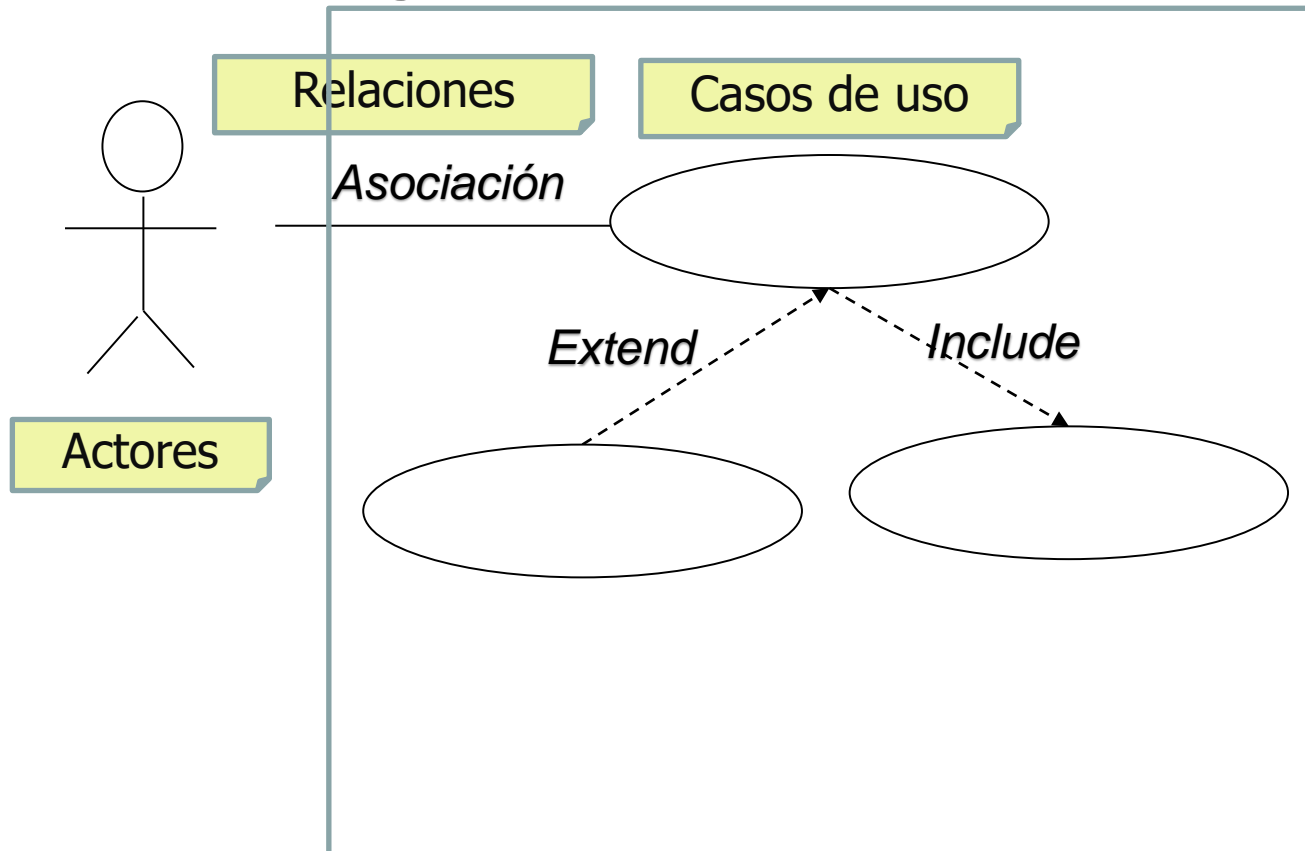 Relaciones
Casos de uso
Asociación
Extend
Include
Actores